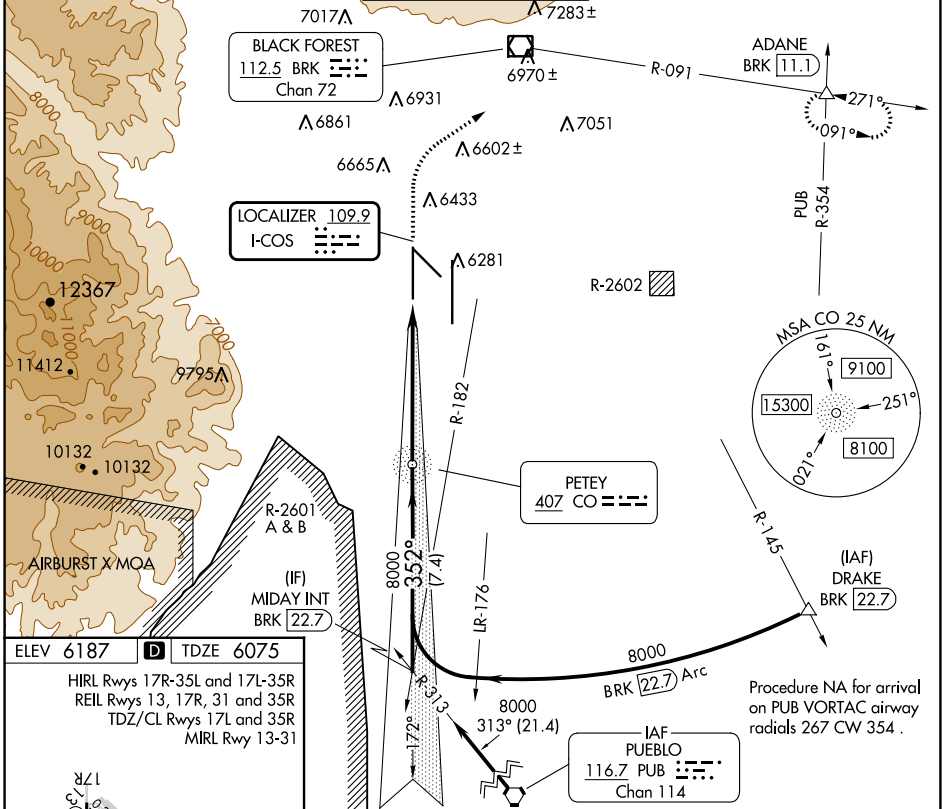 7017
7283±
BLACK FOREST
112.5 BRK
Chan 72
6970±
R-091
ADANE
BRK 11.1
271°
091°
6931
6861
7051
6602±
6665
6433
8000
9000
10000
11000
7000
PUB
R-354
LOCALIZER 109.9
I-COS
6281
R-2602
12367
11412
9795
10132
10132
R-182
MSA CO 25 NM
161°
9100
15300
251°
8100
021°
PETEY
407 CO
R-2601
A & B
AIRBURST X MOA
8000
352°
(7.4)
R-145
(IAF)
DRAKE
BRK 22.7
(IF)
MIDAY INT
BRK 22.7
LR-176
8000
BRK 22.7 Arc
R-313
172°
8000
313° (21.4)
IAF
PUEBLO
116.7 PUB
Chan 114
Procedure NA for arrival
on PUB VORTAC airway
radials 267 CW 354 .
ELEV 6187 D TDZE 6075
HIRL Rwys 17R-35L and 17L-35R
REIL Rwys 13, 17R, 31 and 35R
TDZ/CL Rwys 17L and 35R
MIRL Rwy 13-31
17R